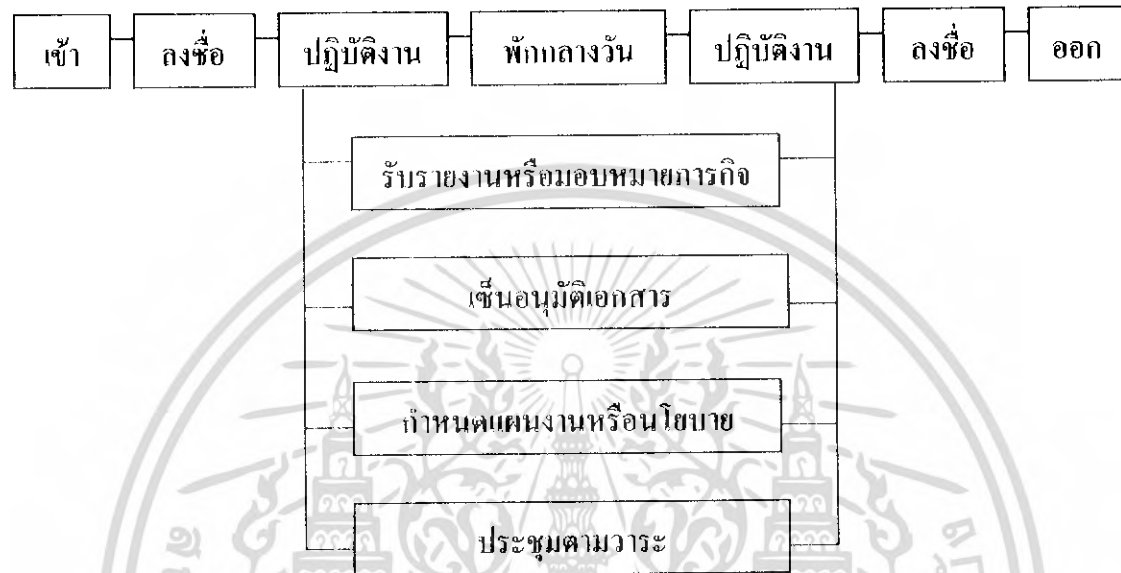 เข้า ลงชื่อ ปฏิบัติงาน พักกลางวัน ปฏิบัติงาน ลงชื่อ ออก
รับรายงานหรือมอบหมายภารกิจ
เซ็นอนุมัติเอกสาร
กำหนดแผนงานหรือนโยบาย
ประชุมตามวาระ